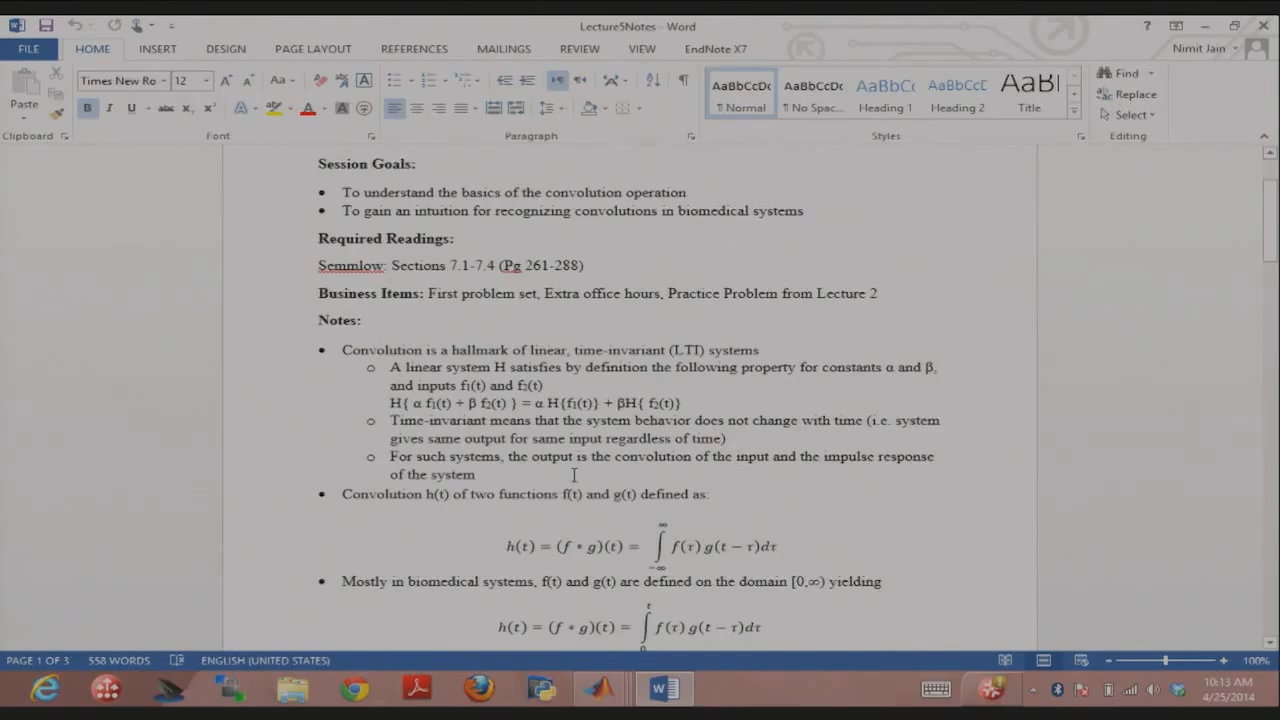 Lecture5Notes - Word
Nimit Jain
FILE HOME INSERT DESIGN PAGE LAYOUT REFERENCES MAILINGS REVIEW VIEW EndNote X7
Paste
Times New Ro 12
Normal No Spac... Heading 1 Heading 2 Title
Find
Replace
Select
Clipboard Font Paragraph Styles Editing
Session Goals:
• To understand the basics of the convolution operation
• To gain an intuition for recognizing convolutions in biomedical systems
Required Readings:
Semmlow: Sections 7.1-7.4 (Pg 261-288)
Business Items: First problem set, Extra office hours, Practice Problem from Lecture 2
Notes:
• Convolution is a hallmark of linear, time-invariant (LTI) systems
o A linear system H satisfies by definition the following property for constants α and β,
and inputs f₁(t) and f₂(t)
H{ α f₁(t) + β f₂(t) } = α H{f₁(t)} + βH{ f₂(t)}
o Time-invariant means that the system behavior does not change with time (i.e. system
gives same output for same input regardless of time)
o For such systems, the output is the convolution of the input and the impulse response
of the system
• Convolution h(t) of two functions f(t) and g(t) defined as:
h(t) = (f * g)(t) = ∫_{-∞}^{∞} f(τ) g(t − τ)dτ
• Mostly in biomedical systems, f(t) and g(t) are defined on the domain [0,∞) yielding
h(t) = (f * g)(t) = ∫_{0}^{t} f(τ) g(t − τ)dτ
PAGE 1 OF 3 558 WORDS ENGLISH (UNITED STATES) 100%
10:13 AM
4/25/2014